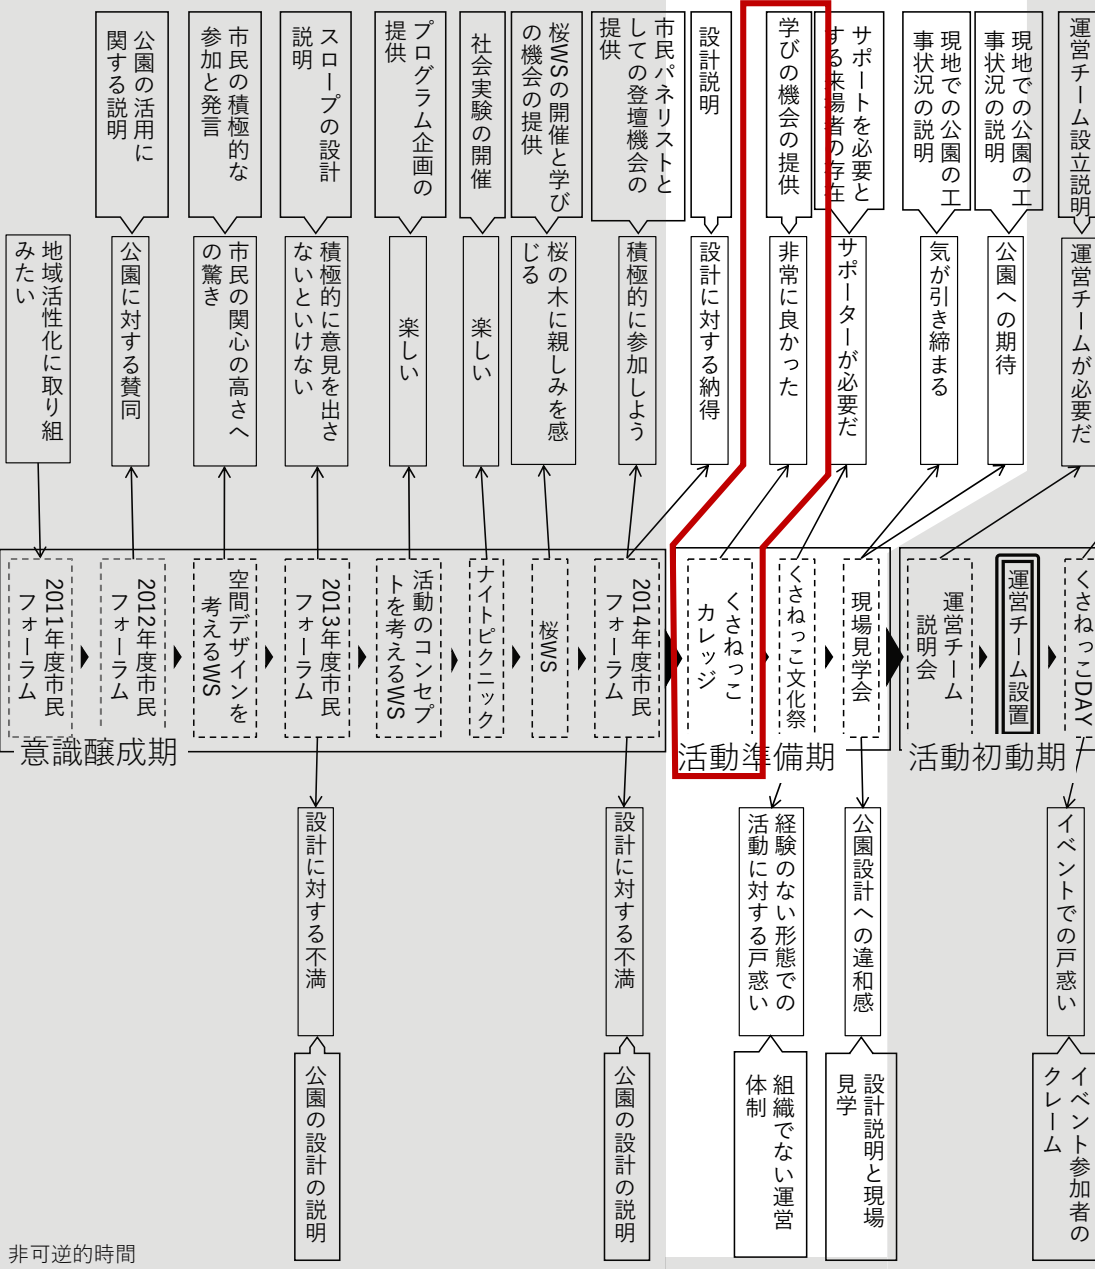 公園の活用に
関する説明
市民の積極的な
参加と発言
スロープの設計
説明
プログラム企画の
提供
社会実験の開催
桜WSの開催と学び
の機会の提供
市民パネリストと
しての登壇機会の
提供
設計説明
学びの機会の提供
サポートを必要と
する来場者の存在
現地での公園の工
事状況の説明
現地での公園の工
事状況の説明
運営チーム設立説明
地域活性化に取り組
みたい
公園に対する賛同
市民の関心の高さへ
の驚き
積極的に意見を出さ
ないといけない
楽しい
楽しい
桜の木に親しみを感
じる
積極的に参加しよう
設計に対する納得
非常に良かった
サポーターが必要だ
気が引き締まる
公園への期待
運営チームが必要だ
2011年度市民
フォーラム
2012年度市民
フォーラム
空間デザインを
考えるWS
2013年度市民
フォーラム
活動のコンセプ
トを考えるWS
ナイトピクニック
桜WS
2014年度市民
フォーラム
くさねっこ
カレッジ
くさねっこ文化祭
現場見学会
運営チーム
説明会
運営チーム設置
くさねっこDAY
意識醸成期
活動準備期
活動初動期
設計に対する不満
設計に対する不満
経験のない形態での
活動に対する戸惑い
公園設計への違和感
イベントでの戸惑い
公園の設計の説明
公園の設計の説明
組織でない運営
体制
設計説明と現場
見学
イベント参加者の
クレーム
非可逆的時間